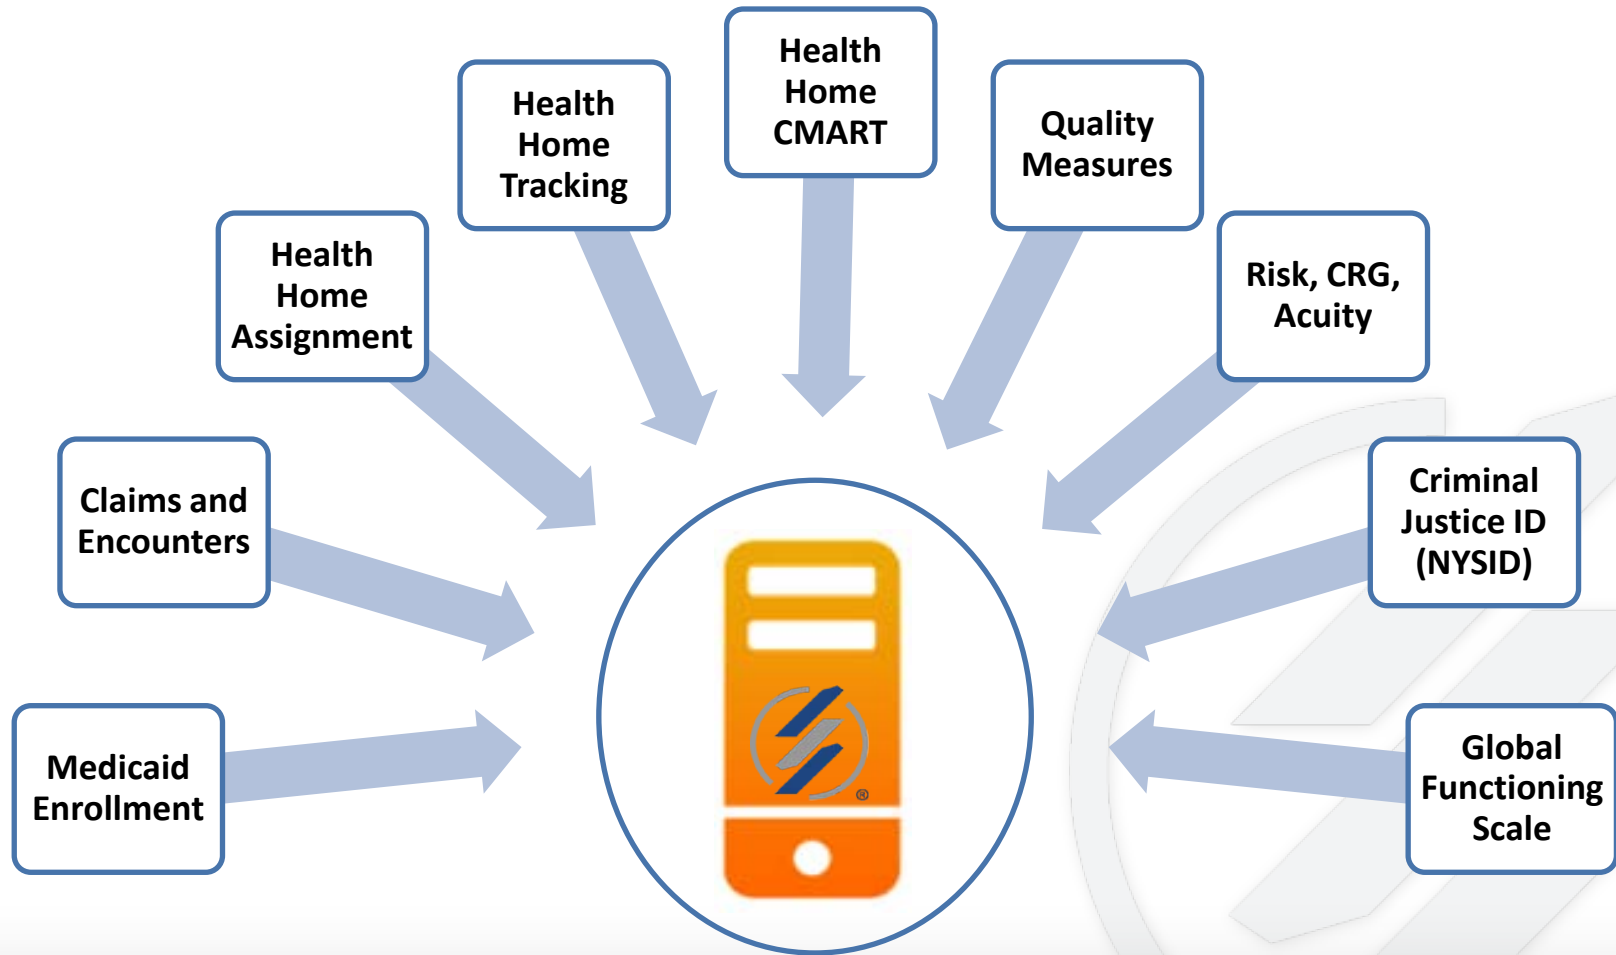 Health
Home
CMART
Health
Home
Tracking
Quality
Measures
Health
Home
Assignment
Risk, CRG,
Acuity
Claims and
Encounters
Criminal
Justice ID
(NYSID)
Medicaid
Enrollment
Global
Functioning
Scale
®